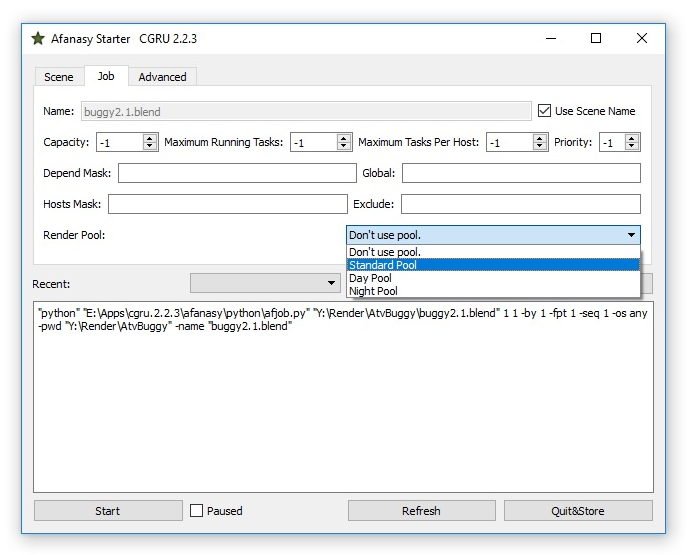 Afanasy Starter   CGRU 2.2.3
Scene Job Advanced
Name: buggy2.1.blend Use Scene Name
Capacity: -1 Maximum Running Tasks: -1 Maximum Tasks Per Host: -1 Priority: -1
Depend Mask: Global:
Hosts Mask: Exclude:
Render Pool: Don't use pool.
Don't use pool.
Standard Pool
Day Pool
Night Pool
Recent:
"python" "E:\Apps\cgru.2.2.3\afanasy\python\afjob.py" "Y:\Render\AtvBuggy\buggy2.1.blend" 1 1 -by 1 -fpt 1 -seq 1 -os any
-pwd "Y:\Render\AtvBuggy" -name "buggy2.1.blend"
Start Paused Refresh Quit&Store